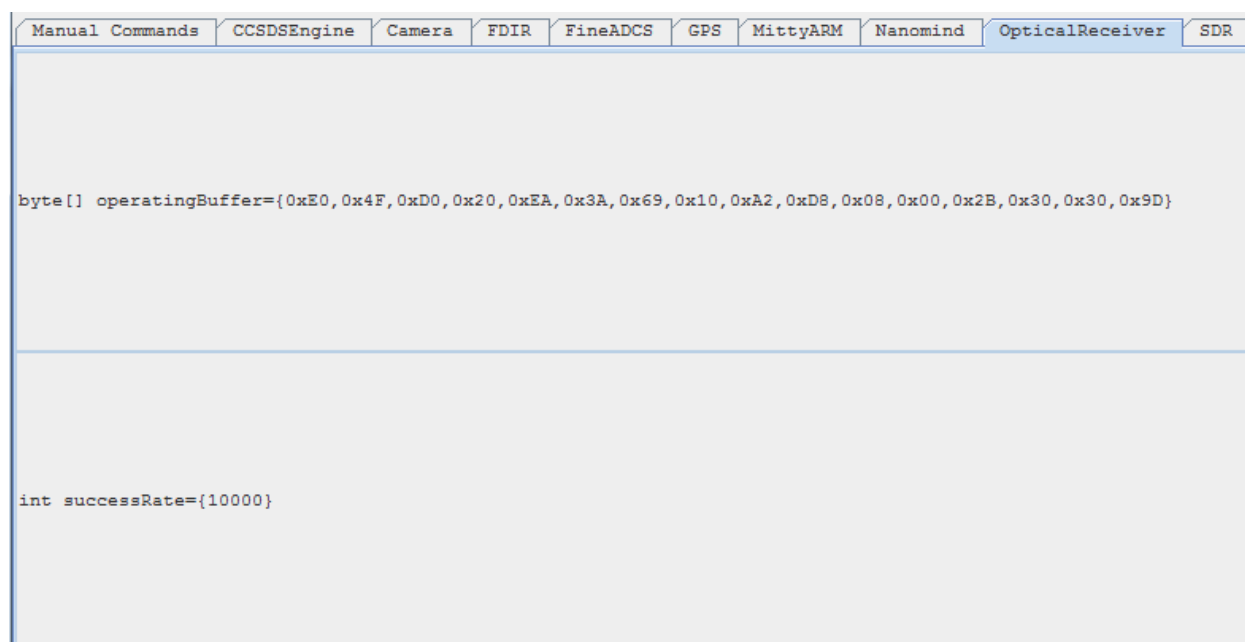 Manual Commands CCSDSEngine Camera FDIR FineADCS GPS MittyARM Nanomind OpticalReceiver SDR
byte[] operatingBuffer={0xE0,0x4F,0xD0,0x20,0xEA,0x3A,0x69,0x10,0xA2,0xD8,0x08,0x00,0x2B,0x30,0x30,0x9D}
int successRate={10000}